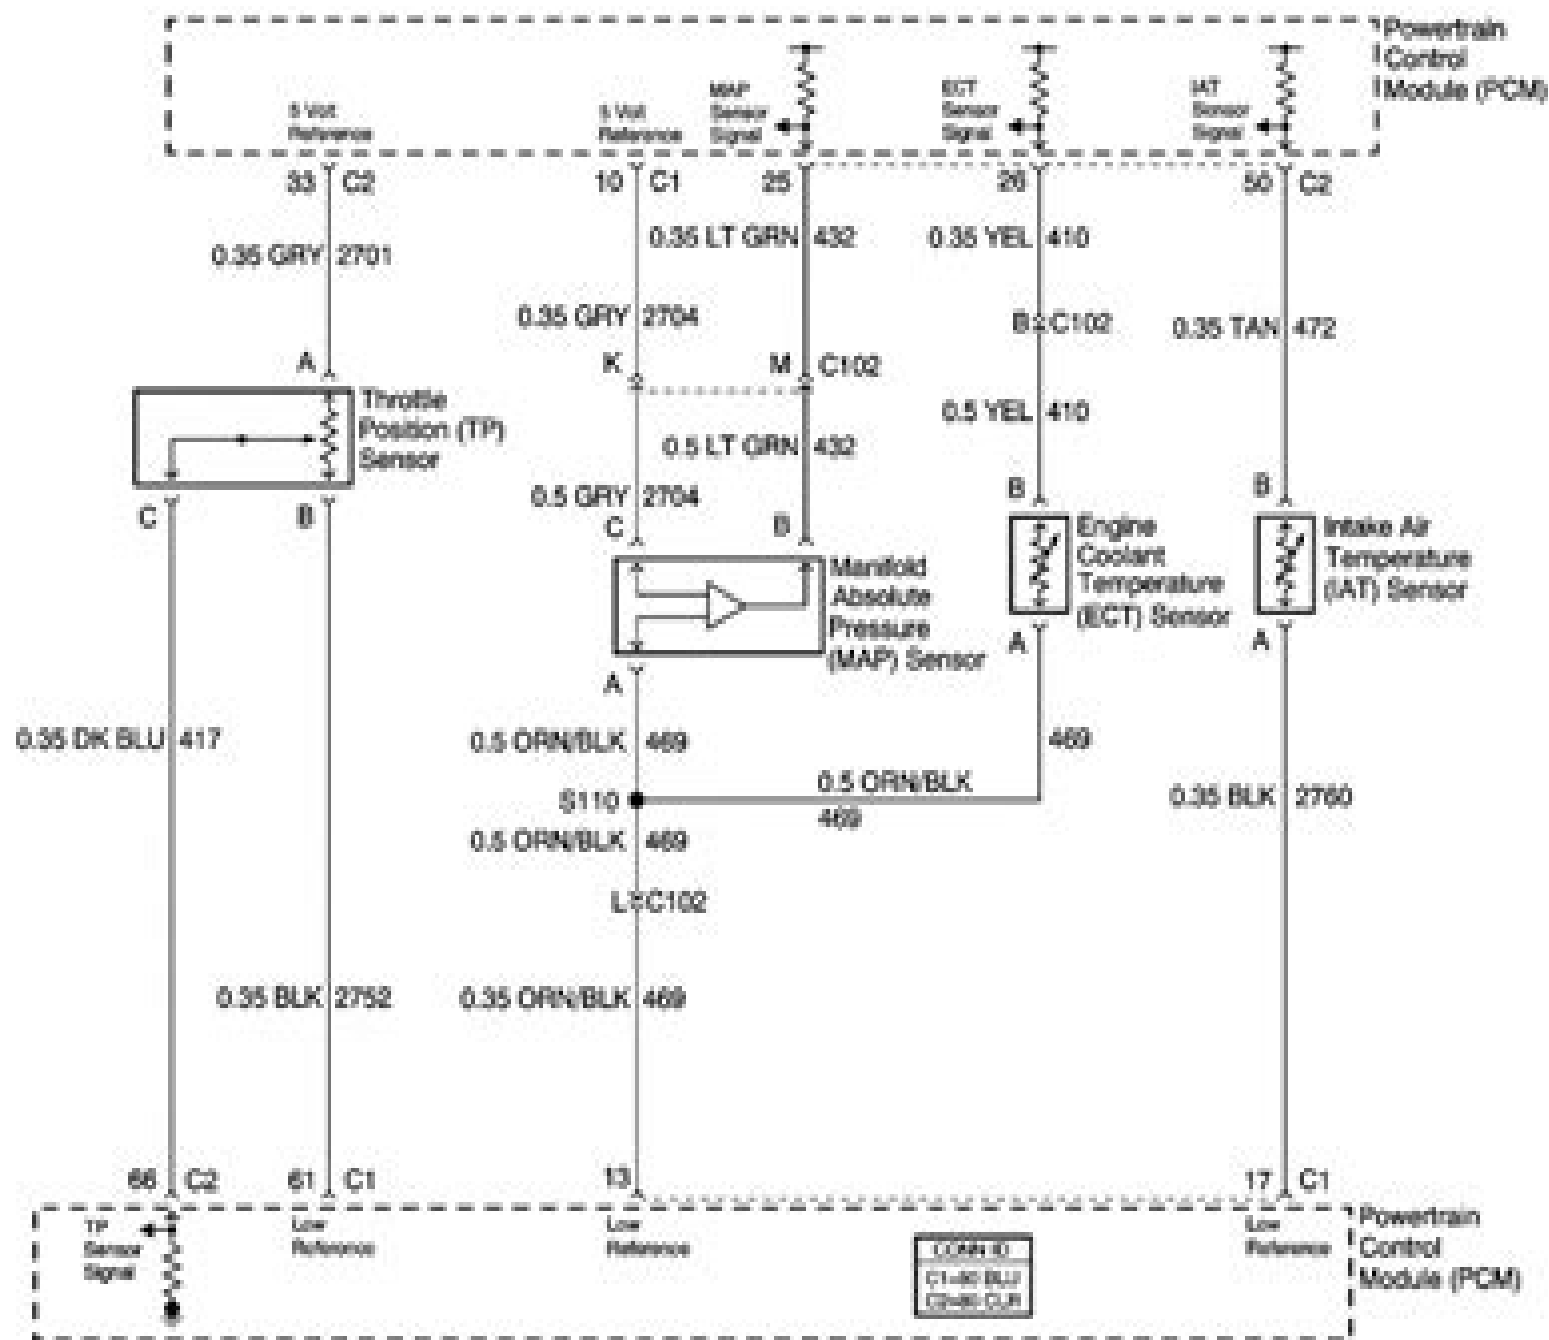 Powertrain
Control
Module (PCM)
5 Volt
Reference
5 Volt
Reference
MAP
Sensor
Signal
ECT
Sensor
Signal
IAT
Sensor
Signal
33 C2
10 C1
25
26
50 C2
0.35 GRY 2701
0.35 LT GRN 432
0.35 YEL 410
0.35 GRY 2704
B C102
0.35 TAN 472
A
K
M C102
Throttle
Position (TP)
Sensor
0.5 YEL 410
0.5 LT GRN 432
0.5 GRY 2704
C
B
C
B
B
B
Manifold
Absolute
Pressure
(MAP) Sensor
Engine
Coolant
Temperature
(ECT) Sensor
Intake Air
Temperature
(IAT) Sensor
A
A
A
0.35 DK BLU 417
0.5 ORN/BLK 469
469
0.5 ORN/BLK
469
S110
0.35 BLK 2760
0.5 ORN/BLK 469
L C102
0.35 BLK 2752
0.35 ORN/BLK 469
66 C2
61 C1
13
17 C1
TP
Sensor
Signal
Low
Reference
Low
Reference
Low
Reference
CONN ID
C1=80 BLU
C2=80 CLR
Powertrain
Control
Module (PCM)